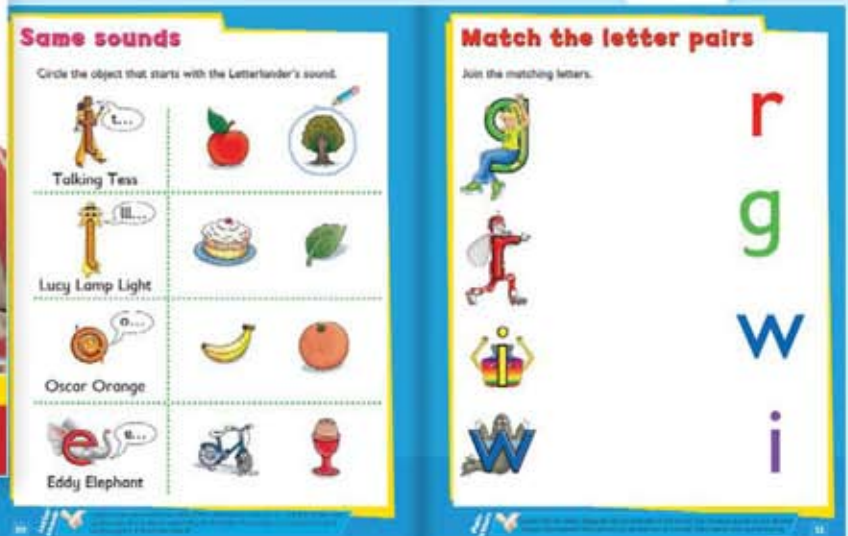 Same sounds
Circle the object that starts with the Letterlander's sound.
t...
Talking Tess
lll...
Lucy Lamp Light
o...
Oscar Orange
e
e...
Eddy Elephant
Match the letter pairs
Join the matching letters.
g
r
g
i
w
w
i